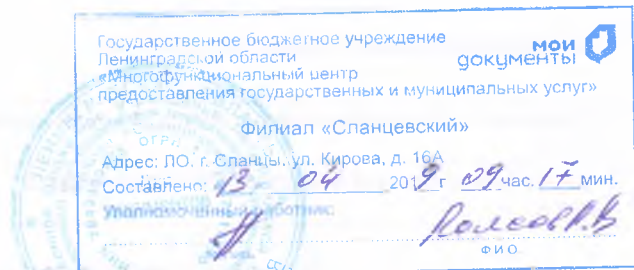 Государственное бюджетное учреждение
Ленинградской области
«Многофункциональный центр
предоставления государственных и муниципальных услуг»
мои
документы
Филиал «Сланцевский»
Адрес: ЛО. г. Сланцы, ул. Кирова, д. 16А
Составлено: 13 04 2019 г 09 час. 17 мин.
Уполномоченный работник:
ФИО
ОГРН